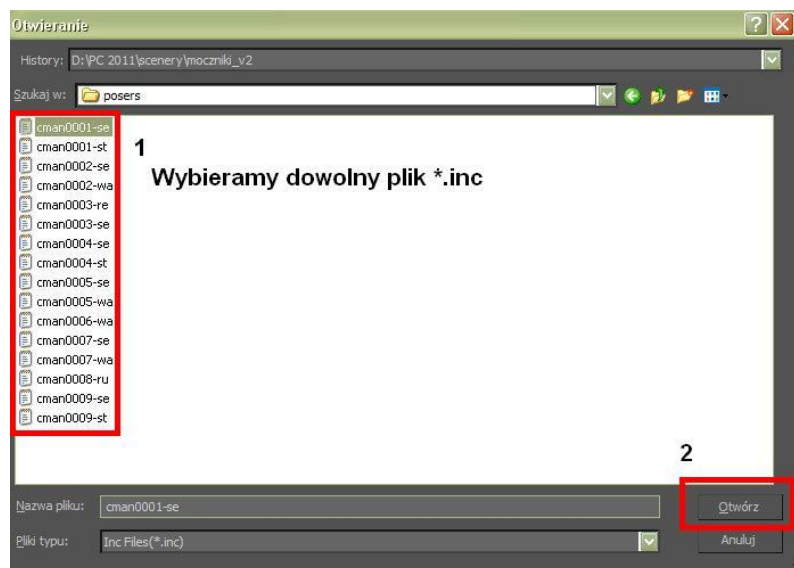 Otwieranie
History: D:\PC 2011\scenery\moczniki_v2
Szukaj w: posers
cman0001-se
cman0001-st
cman0002-se
cman0002-wa
cman0003-re
cman0003-se
cman0004-se
cman0004-st
cman0005-se
cman0005-wa
cman0006-wa
cman0007-se
cman0007-wa
cman0008-ru
cman0009-se
cman0009-st
1
Wybieramy dowolny plik *.inc
2
Nazwa pliku: cman0001-se Otwórz
Pliki typu: Inc Files(*.inc) Anuluj